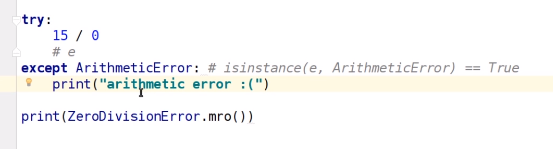 try:
    15 / 0
    # e
except ArithmeticError: # isinstance(e, ArithmeticError) == True
    print("arithmetic error :(")
print(ZeroDivisionError.mro())